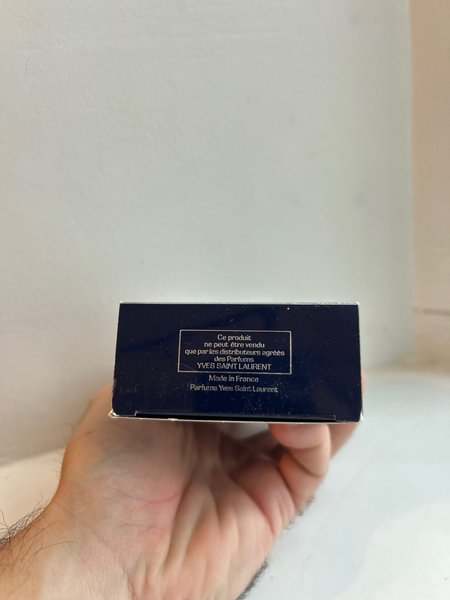 Ce produit
ne peut être vendu
que par les distributeurs agréés
des Parfums
YVES SAINT LAURENT
Made in France
Parfums Yves Saint Laurent